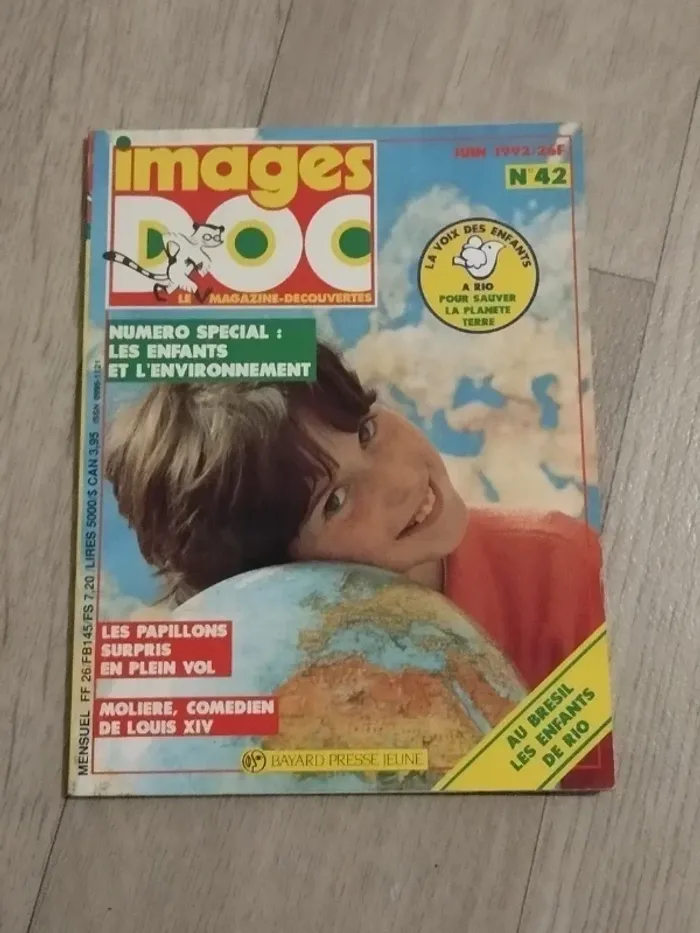 images
DOC
LE MAGAZINE-DECOUVERTES
JUIN 1992/26F
N°42
LA VOIX DES ENFANTS
A RIO
POUR SAUVER
LA PLANETE
TERRE
NUMERO SPECIAL :
LES ENFANTS
ET L'ENVIRONNEMENT
MENSUEL FF 26/FB145/FS 7,20 /LIRES 5000/$ CAN 3,95
LES PAPILLONS
SURPRIS
EN PLEIN VOL
MOLIERE, COMEDIEN
DE LOUIS XIV
AU BRESIL
LES ENFANTS
DE RIO
BAYARD PRESSE JEUNE